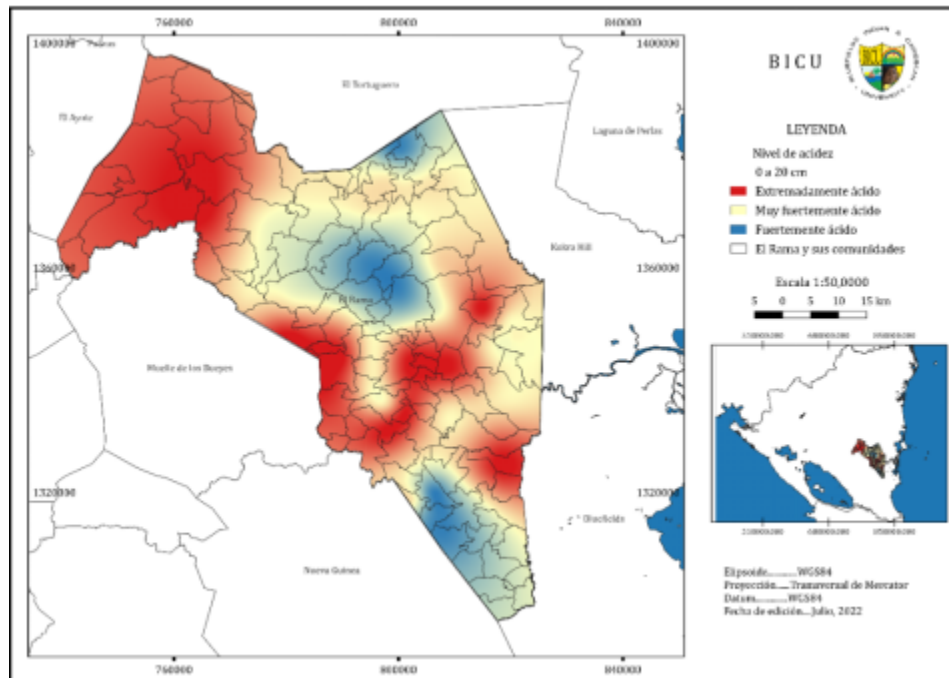 760000 800000 840000
1400000 1400000
El Tortuguero
BICU
El Ayote
Laguna de Perlas
LEYENDA
Nivel de acidez
0 a 20 cm
Extremadamente ácido
Muy fuertemente ácido
Fuertemente ácido
El Rama y sus comunidades
Kukra Hill
1360000 1360000
Escala 1:50,0000
5 0 5 10 15 km
El Rama
Muelle de los Bueyes
1320000 1320000
Bluefields
Nueva Guinea
Elipsoide.........WGS84
Proyección.....Transversal de Mercator
Datum..........WGS84
Fecha de edición...Julio, 2022
760000 800000 840000